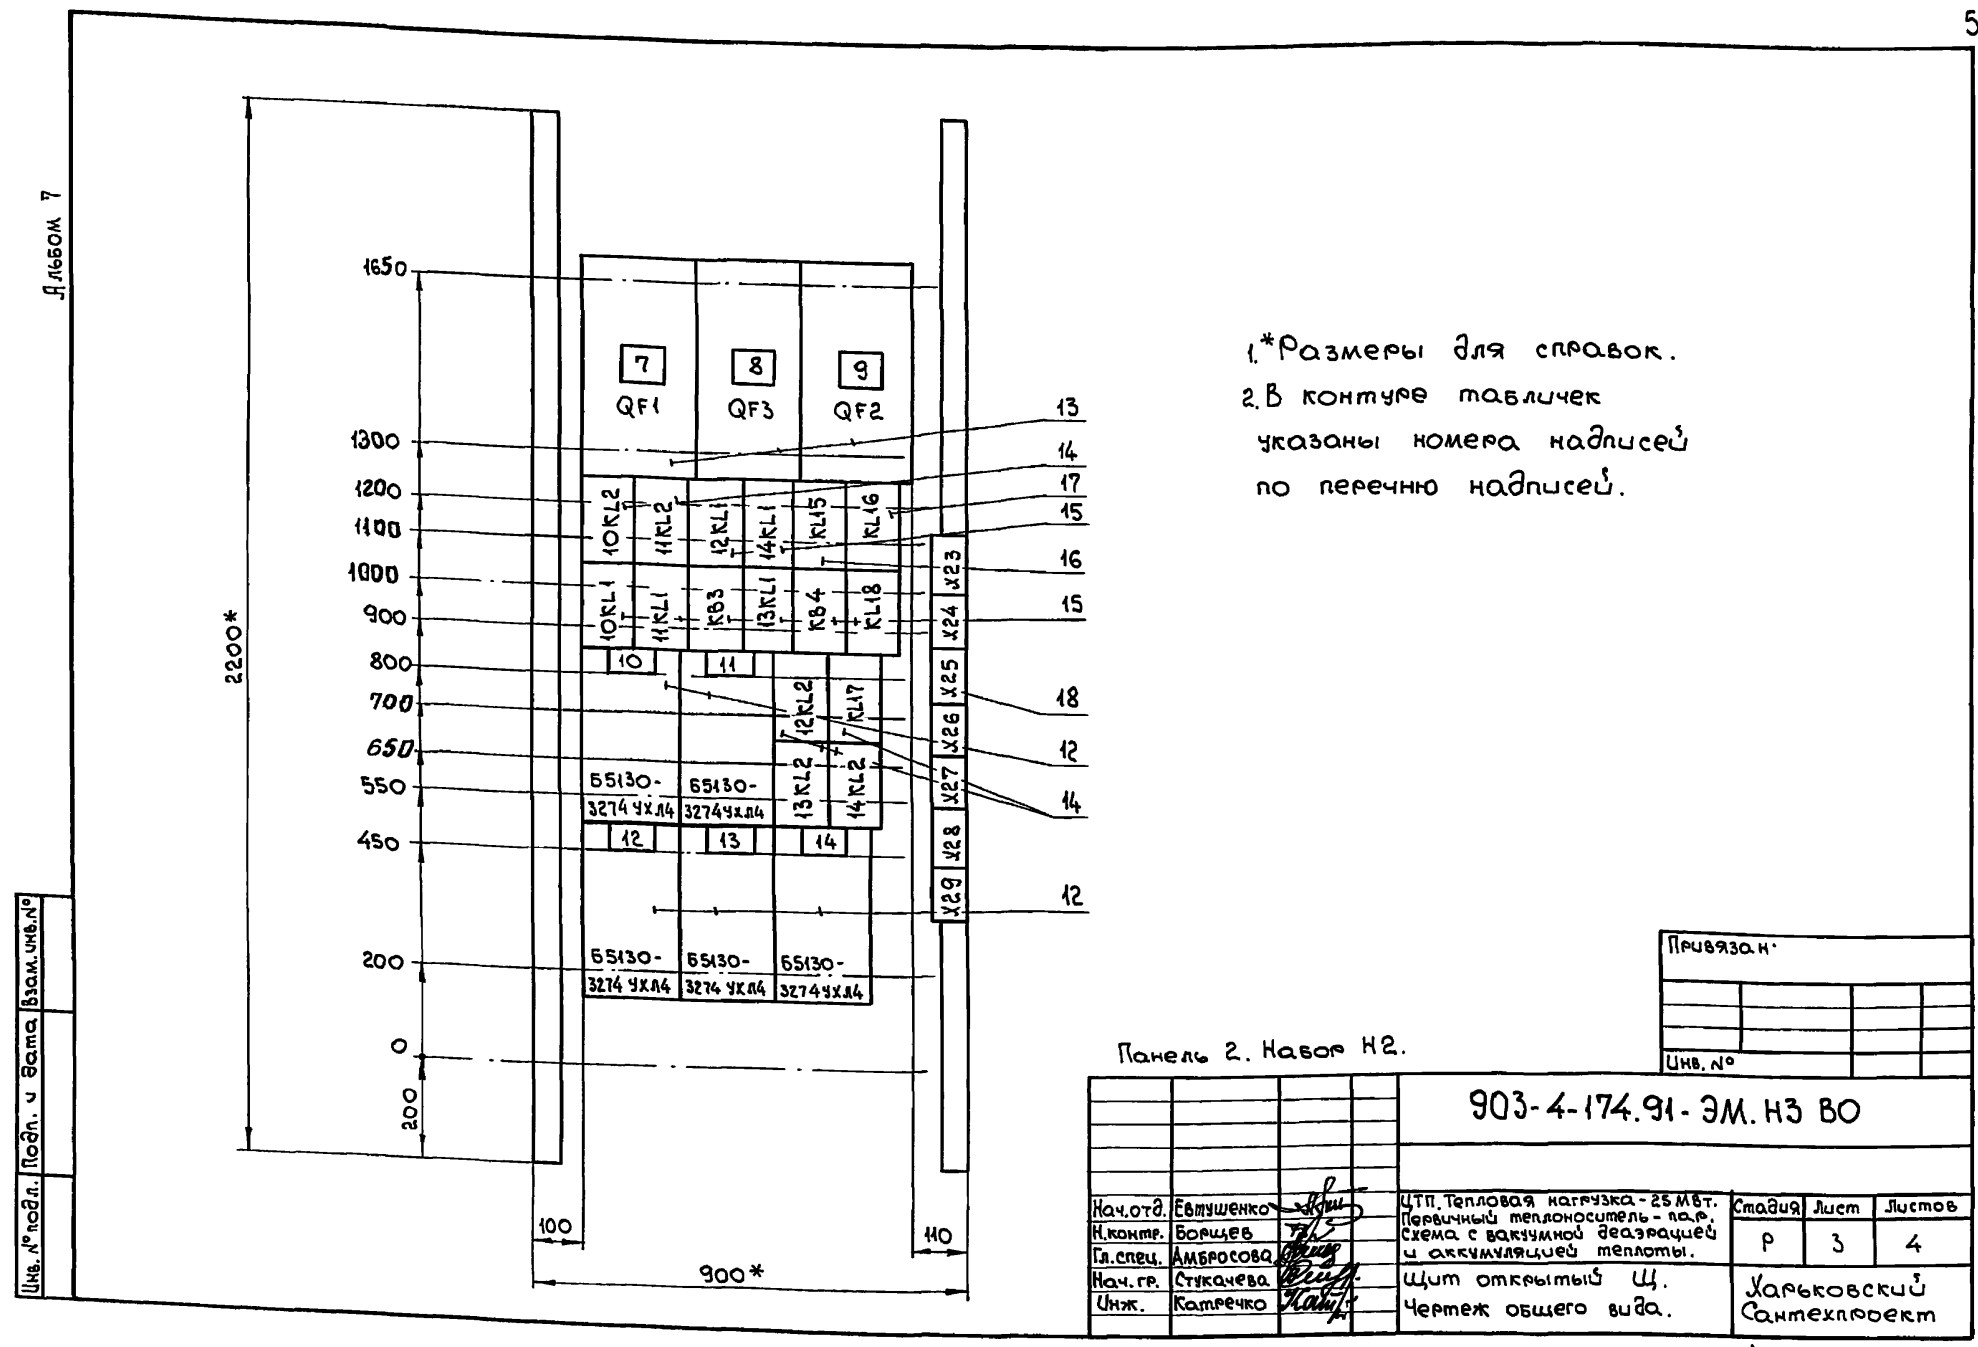 5
Альбом 7
2200*
1650
1300
1200
1100
1000
900
800
700
650
550
450
200
0
200
100
900*
110
7
8
9
QF1
QF3
QF2
10KL2
11KL2
12KL1
14KL1
KL15
KL16
10KL1
11KL1
KB3
13KL1
KB4
KL18
10
11
12KL2
KL17
13KL2
14KL2
Б5130-
3274 УХЛ4
Б5130-
3274УХЛ4
12
13
14
Б5130-
3274 УХЛ4
Б5130-
3274 УХЛ4
Б5130-
3274УХЛ4
X23
X24
X25
X26
X27
X28
X29
13
14
17
15
16
15
18
12
14
12
1.*Размеры для справок.
2.В контуре табличек
указаны номера надписей
по перечню надписей.
Панель 2. Набор Н2.
Привязан
Инв. №
903-4-174.91-ЭМ.НЗ ВО
Нач.отд. Евтушенко
Н.контр. Борщев
Гл.спец. Амбросова
Нач. гр. Стукачева
Инж. Катречко
ЦТП. Тепловая нагрузка-25МВт.
Первичный теплоноситель-пар.
Схема с вакуумной деаэрацией
и аккумуляцией теплоты.
Щит открытый Щ.
Чертеж общего вида.
Стадия Лист Листов
Р 3 4
Харьковский
Сантехпроект
Инв. № подл. Подп. и дата Взам. инв. №